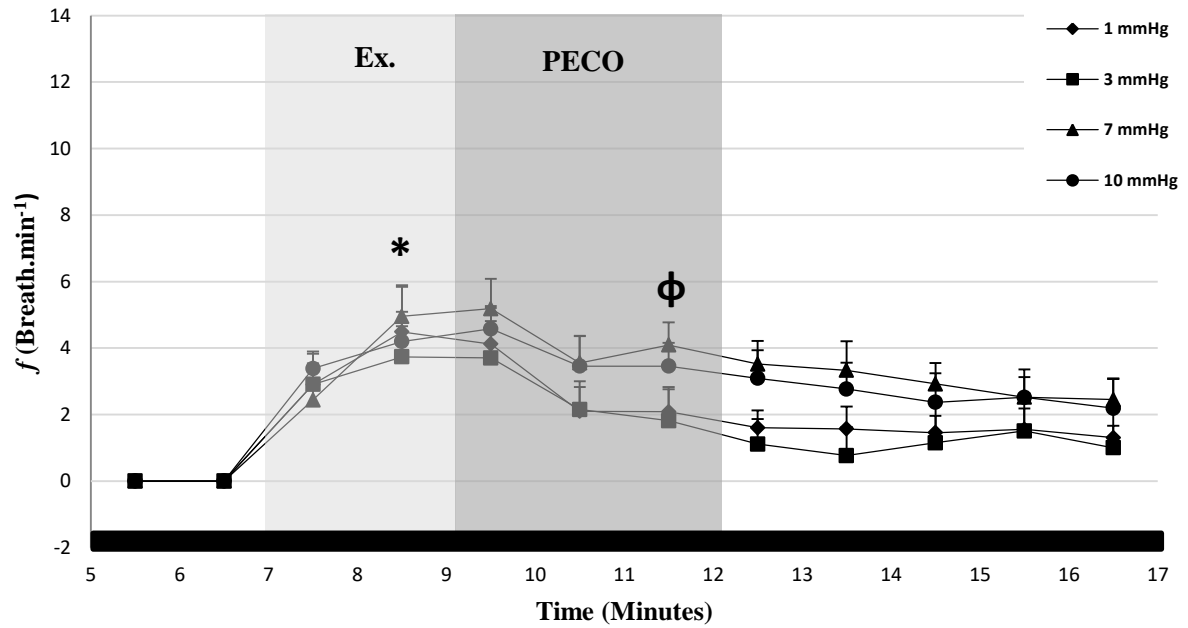 14
12
10
8
6
4
2
0
-2
f (Breath.min-1)
Ex.
PECO
*
ф
1 mmHg
3 mmHg
7 mmHg
10 mmHg
5 6 7 8 9 10 11 12 13 14 15 16 17
Time (Minutes)